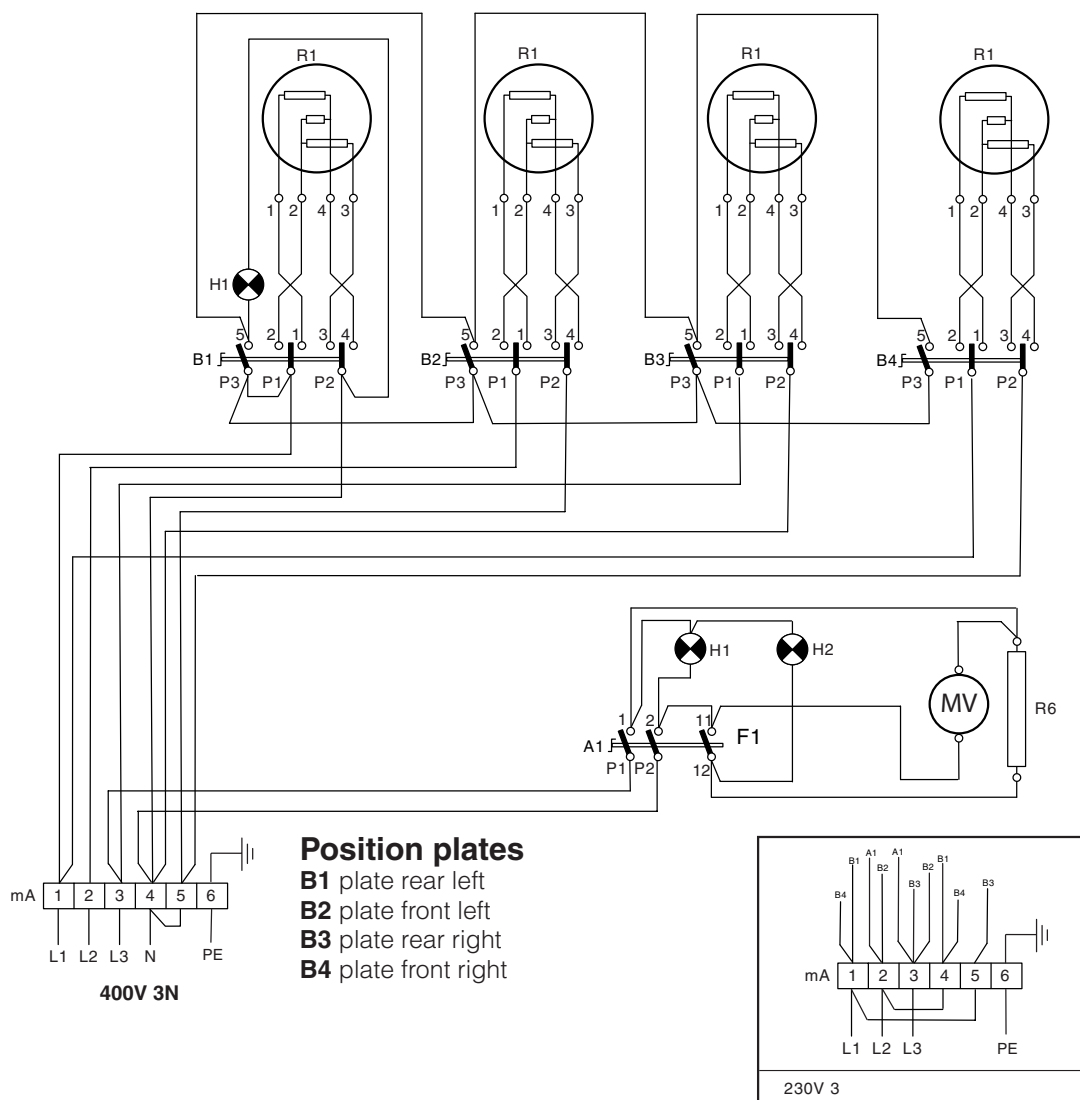 R1 R1 R1 R1
1 2 4 3 1 2 4 3 1 2 4 3 1 2 4 3
H1
5 2 1 3 4 5 2 1 3 4 5 2 1 3 4 5 2 1 3 4
B1 B2 B3 B4
P3 P1 P2 P3 P1 P2 P3 P1 P2 P3 P1 P2
H1 H2
MV R6
1 2 11
A1 F1
P1 P2 12
Position plates
B1 plate rear left
B2 plate front left
B3 plate rear right
B4 plate front right
mA 1 2 3 4 5 6
L1 L2 L3 N PE
400V 3N
B4 B1 A1 B2 A1 B3 B2 B1 B4 B3
mA 1 2 3 4 5 6
L1 L2 L3 PE
230V 3